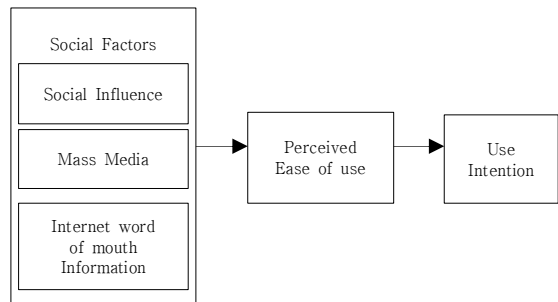 Social Factors
Social Influence
Mass Media
Internet word
of mouth
Information
Perceived
Ease of use
Use
Intention